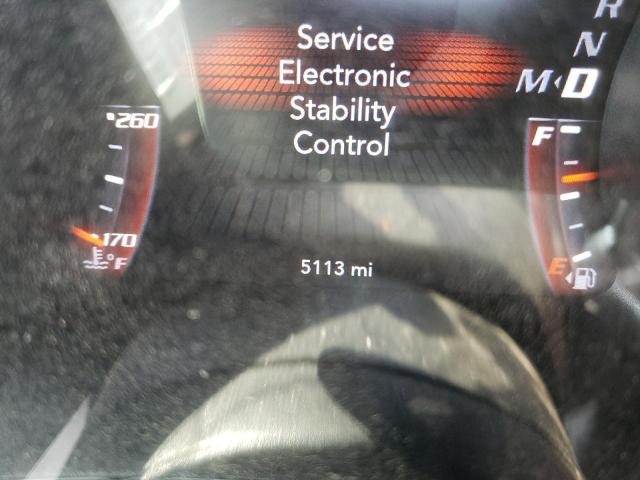 R
Service
N
Electronic
M D
Stability
260
F
Control
170
°F
5113 mi
E